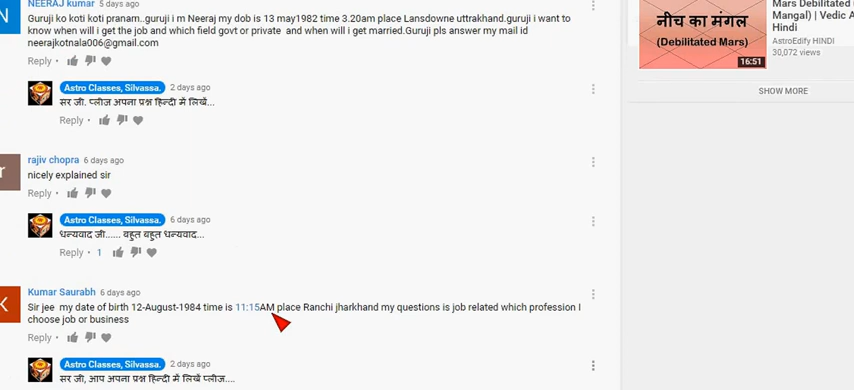 NEERAJ kumar 5 days ago
Guruji ko koti koti pranam..guruji i m Neeraj my dob is 13 may1982 time 3.20am place Lansdowne uttrakhand.guruji i want to
know when will i get the job and which field govt or private and when will i get married.Guruji pls answer my mail id
neerajkotnala006@gmail.com
Reply
Astro Classes, Silvassa. 2 days ago
सर जी. प्लीज अपना प्रश्न हिन्दी में लिखें...
Reply
r
rajiv chopra 6 days ago
nicely explained sir
Reply
Astro Classes, Silvassa. 6 days ago
धन्यवाद जी...... बहुत बहुत धन्यवाद...
Reply 1
K
Kumar Saurabh 6 days ago
Sir jee my date of birth 12-August-1984 time is 11:15AM place Ranchi jharkhand my questions is job related which profession I
choose job or business
Reply
Astro Classes, Silvassa. 2 days ago
सर जी, आप अपना प्रश्न हिन्दी में लिखें प्लीज....
नीच का मंगल
(Debilitated Mars)
16:51
Mars Debilitated (
Mangal) | Vedic A
Hindi
AstroEdify HINDI
30,072 views
SHOW MORE